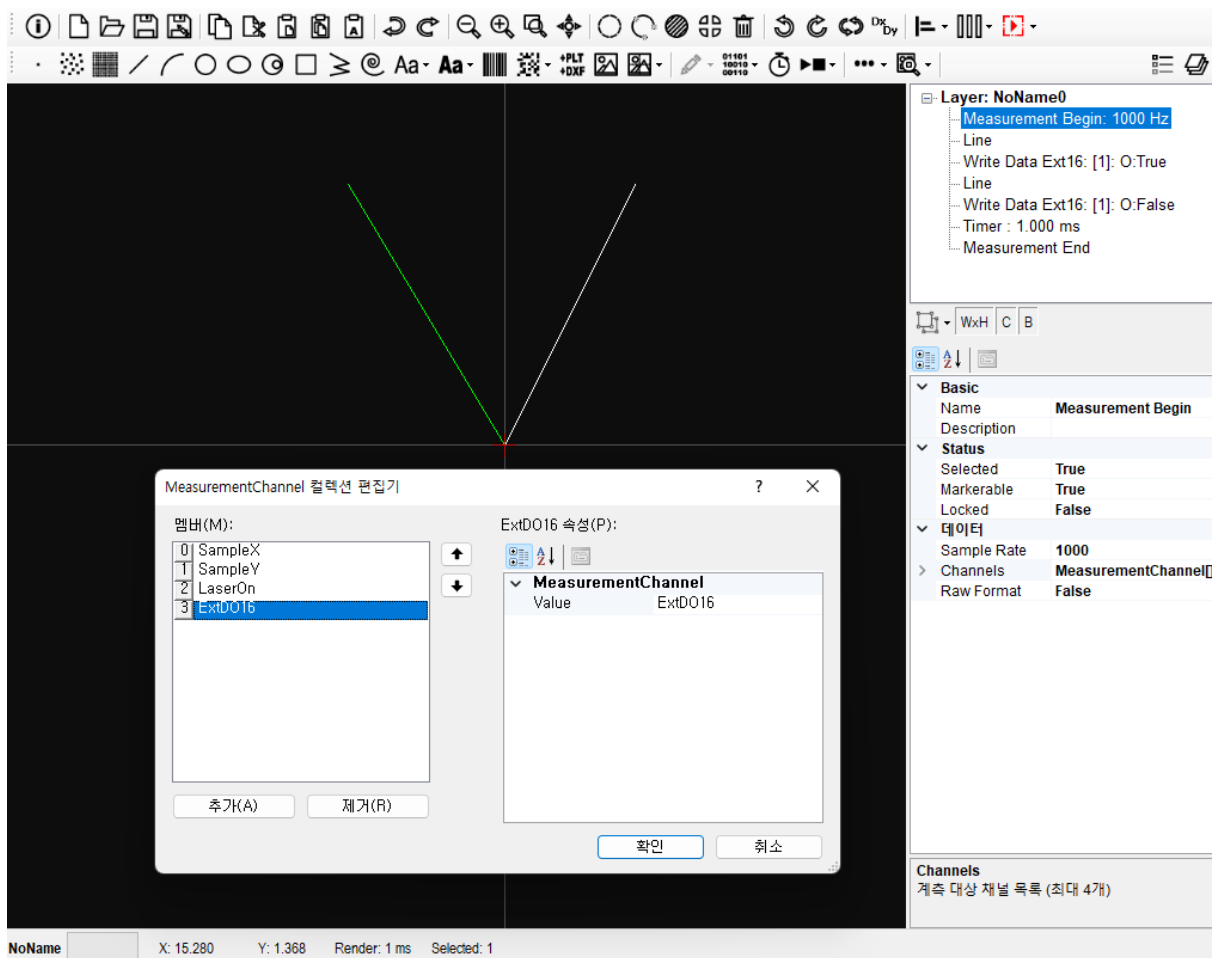 Aa Aa +PLT +DXF 01101 10010 00110
Dx Dy
Layer: NoName0
Measurement Begin: 1000 Hz
Line
Write Data Ext16: [1]: O:True
Line
Write Data Ext16: [1]: O:False
Timer : 1.000 ms
Measurement End
WxH C B
Basic
Name Measurement Begin
Description
Status
Selected True
Markerable True
Locked False
데이터
Sample Rate 1000
Channels MeasurementChannel[]
Raw Format False
MeasurementChannel 컬렉션 편집기
멤버(M):
0 SampleX
1 SampleY
2 LaserOn
3 ExtDO16
추가(A) 제거(R)
ExtDO16 속성(P):
MeasurementChannel
Value ExtDO16
확인 취소
Channels
계측 대상 채널 목록 (최대 4개)
NoName X: 15.280 Y: 1.368 Render: 1 ms Selected: 1